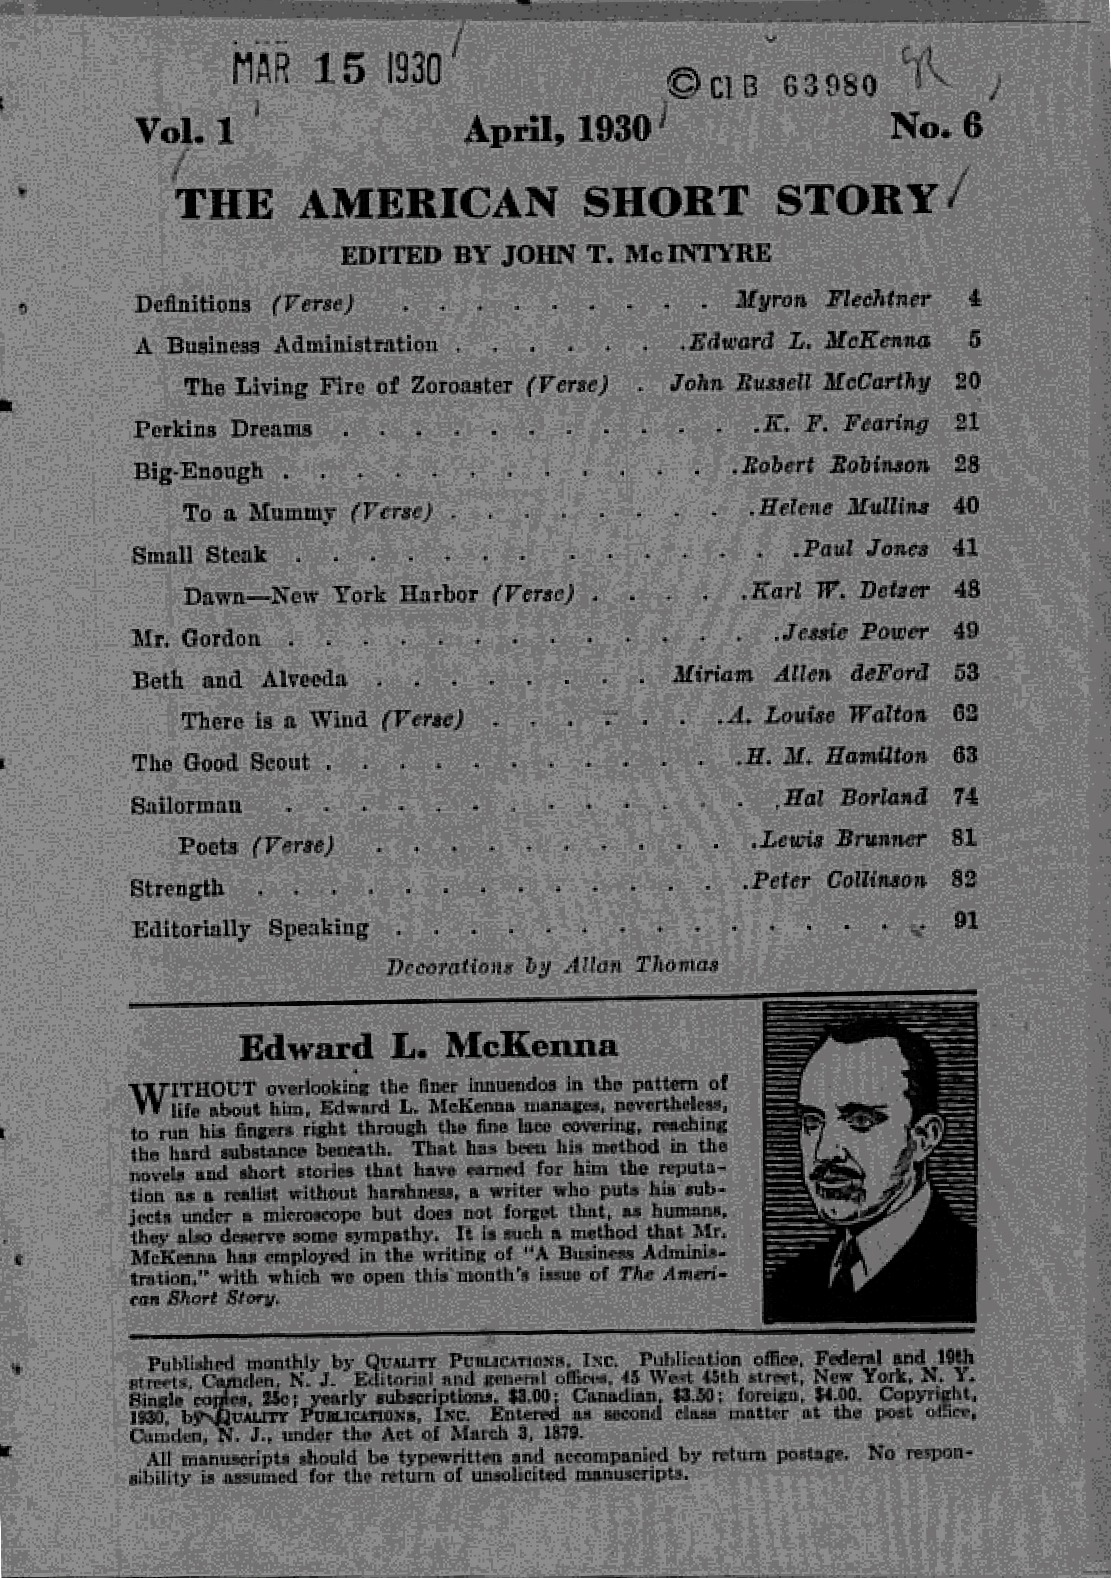 MAR 15 1930
© Cl B 63980
Vol. 1 April, 1930 No. 6
THE AMERICAN SHORT STORY
EDITED BY JOHN T. McINTYRE
Definitions (Verse) . . . . . . . . . Myron Flechtner 4
A Business Administration . . . . . . . Edward L. McKenna 5
The Living Fire of Zoroaster (Verse) . John Russell McCarthy 20
Perkins Dreams . . . . . . . . . . . . K. F. Fearing 21
Big-Enough . . . . . . . . . . . . . . Robert Robinson 28
To a Mummy (Verse) . . . . . . . . . Helene Mullins 40
Small Steak . . . . . . . . . . . . . . . Paul Jones 41
Dawn—New York Harbor (Verse) . . . . . Karl W. Detzer 48
Mr. Gordon . . . . . . . . . . . . . . Jessie Power 49
Beth and Alveeda . . . . . . . . Miriam Allen deFord 53
There is a Wind (Verse) . . . . . . . A. Louise Walton 62
The Good Scout . . . . . . . . . . . . H. M. Hamilton 63
Sailorman . . . . . . . . . . . . . . Hal Borland 74
Poets (Verse) . . . . . . . . . . . Lewis Brunner 81
Strength . . . . . . . . . . . . . . Peter Collinson 82
Editorially Speaking . . . . . . . . . . . . . . . 91
Decorations by Allan Thomas
Edward L. McKenna
WITHOUT overlooking the finer innuendos in the pattern of
life about him, Edward L. McKenna manages, nevertheless,
to run his fingers right through the fine lace covering, reaching
the hard substance beneath. That has been his method in the
novels and short stories that have earned for him the reputa-
tion as a realist without harshness, a writer who puts his sub-
jects under a microscope but does not forget that, as humans,
they also deserve some sympathy. It is such a method that Mr.
McKenna has employed in the writing of "A Business Adminis-
tration," with which we open this month's issue of The Ameri-
can Short Story.
Published monthly by QUALITY PUBLICATIONS, INC. Publication office, Federal and 19th
streets, Camden, N. J. Editorial and general offices, 45 West 45th street, New York, N. Y.
Single copies, 25c; yearly subscriptions, $3.00; Canadian, $3.50; foreign, $4.00. Copyright,
1930, by QUALITY PUBLICATIONS, INC. Entered as second class matter at the post office,
Camden, N. J., under the Act of March 3, 1879.
All manuscripts should be typewritten and accompanied by return postage. No respon-
sibility is assumed for the return of unsolicited manuscripts.